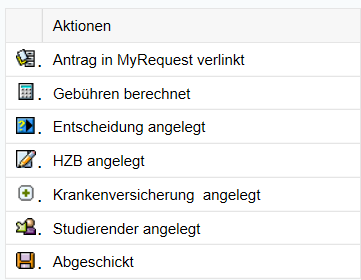 Aktionen
. Antrag in MyRequest verlinkt
. Gebühren berechnet
. Entscheidung angelegt
. HZB angelegt
. Krankenversicherung  angelegt
. Studierender angelegt
. Abgeschickt